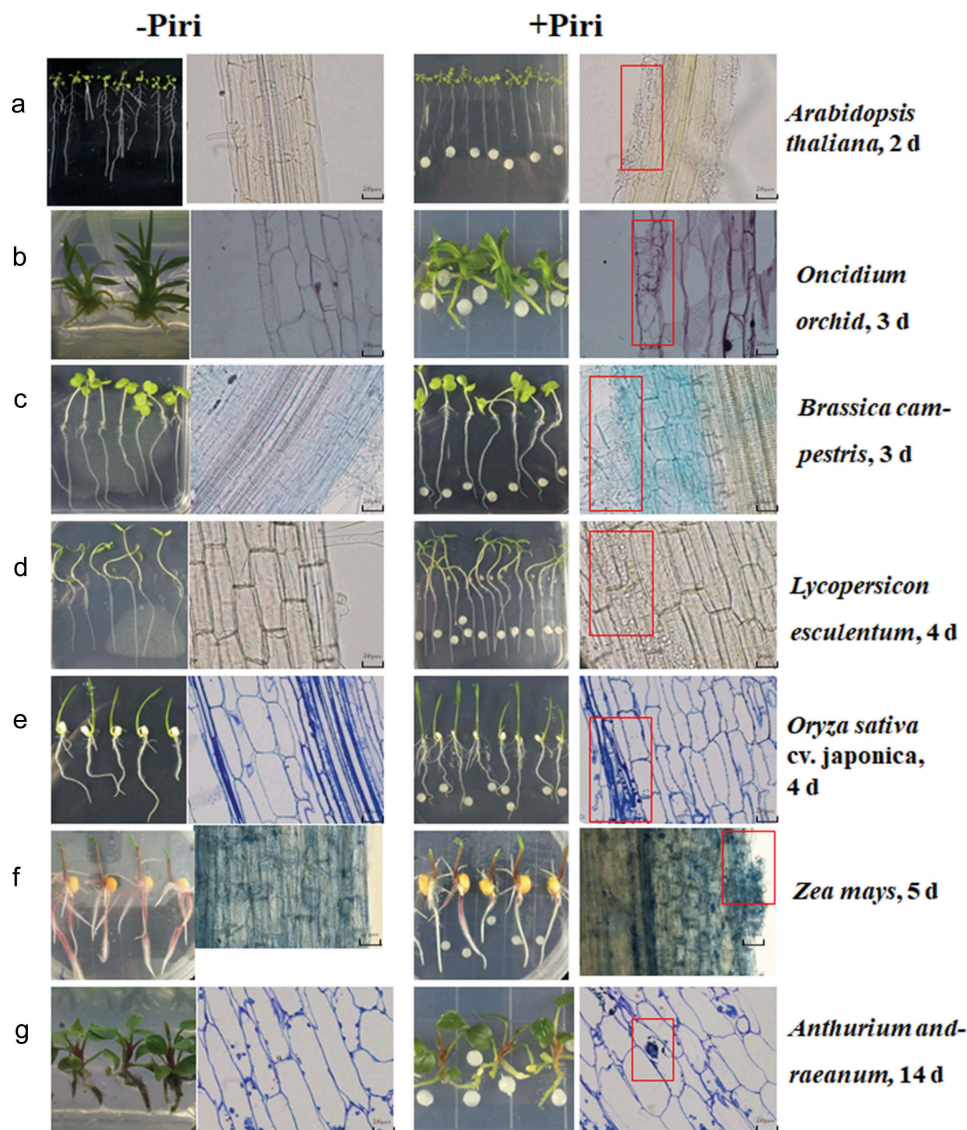 -Piri
+Piri
a
Arabidopsis
thaliana, 2 d
b
Oncidium
orchid, 3 d
c
Brassica cam-
pestris, 3 d
d
Lycopersicon
esculentum, 4 d
e
Oryza sativa
cv. japonica,
4 d
f
Zea mays, 5 d
g
Anthurium and-
raeanum, 14 d